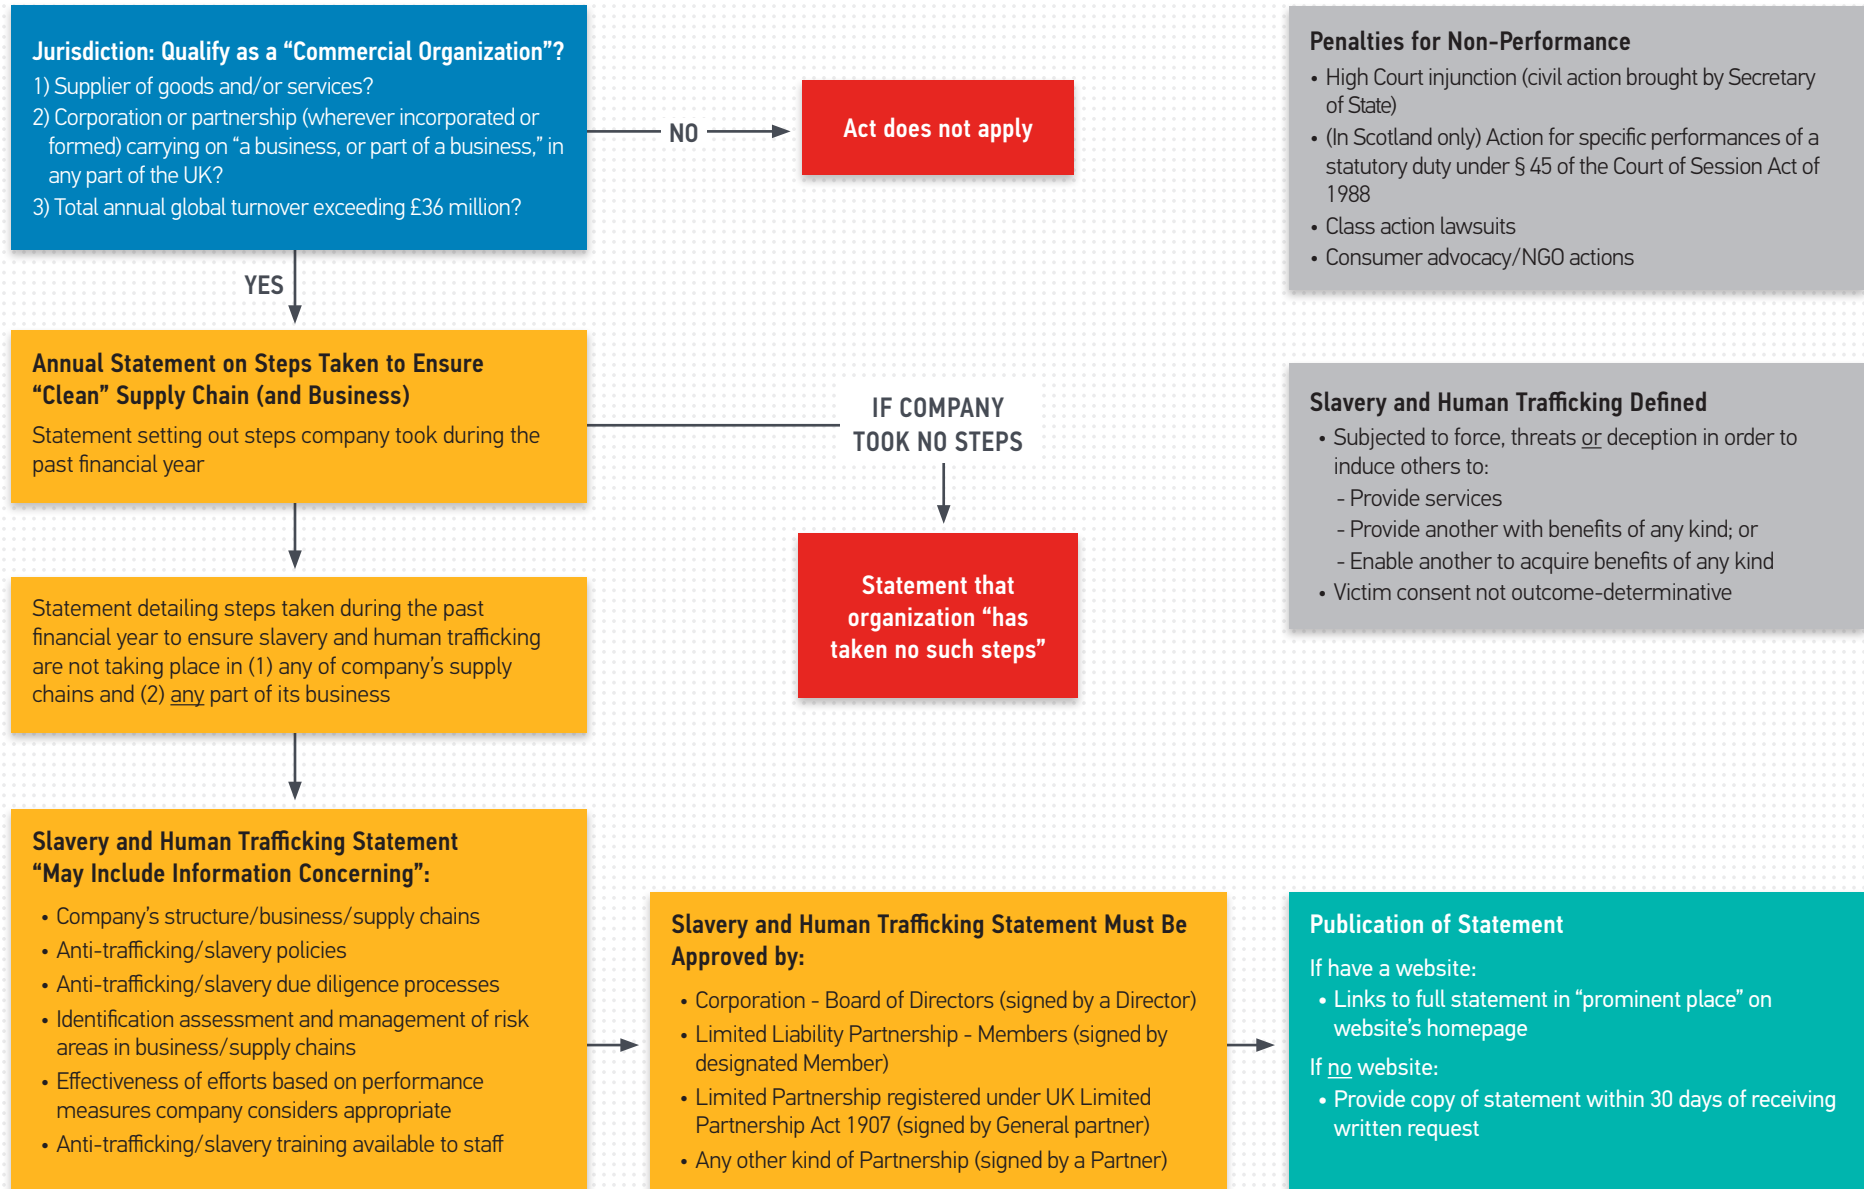 Jurisdiction: Qualify as a “Commercial Organization”?
1) Supplier of goods and/or services?
2) Corporation or partnership (wherever incorporated or
formed) carrying on “a business, or part of a business,” in
any part of the UK?
3) Total annual global turnover exceeding £36 million?
NO
Act does not apply
YES
Annual Statement on Steps Taken to Ensure
“Clean” Supply Chain (and Business)
Statement setting out steps company took during the
past financial year
IF COMPANY
TOOK NO STEPS
Statement that
organization “has
taken no such steps”
Statement detailing steps taken during the past
financial year to ensure slavery and human trafficking
are not taking place in (1) any of company’s supply
chains and (2) any part of its business
Slavery and Human Trafficking Statement
“May Include Information Concerning”:
• Company’s structure/business/supply chains
• Anti-trafficking/slavery policies
• Anti-trafficking/slavery due diligence processes
• Identification assessment and management of risk
areas in business/supply chains
• Effectiveness of efforts based on performance
measures company considers appropriate
• Anti-trafficking/slavery training available to staff
Slavery and Human Trafficking Statement Must Be
Approved by:
• Corporation - Board of Directors (signed by a Director)
• Limited Liability Partnership - Members (signed by
designated Member)
• Limited Partnership registered under UK Limited
Partnership Act 1907 (signed by General partner)
• Any other kind of Partnership (signed by a Partner)
Publication of Statement
If have a website:
• Links to full statement in “prominent place” on
website’s homepage
If no website:
• Provide copy of statement within 30 days of receiving
written request
Penalties for Non-Performance
• High Court injunction (civil action brought by Secretary
of State)
• (In Scotland only) Action for specific performances of a
statutory duty under § 45 of the Court of Session Act of
1988
• Class action lawsuits
• Consumer advocacy/NGO actions
Slavery and Human Trafficking Defined
• Subjected to force, threats or deception in order to
induce others to:
- Provide services
- Provide another with benefits of any kind; or
- Enable another to acquire benefits of any kind
• Victim consent not outcome-determinative